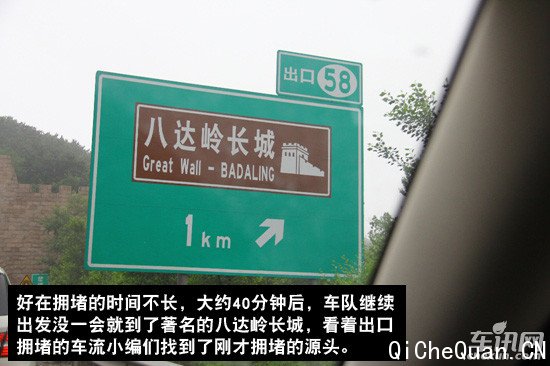 出口 58
八达岭长城
Great Wall - BADALING
1 km
好在拥堵的时间不长，大约40分钟后，车队继续
出发没一会就到了著名的八达岭长城，看着出口
拥堵的车流小编们找到了刚才拥堵的源头。
车讯网
QiCheQuan.CN